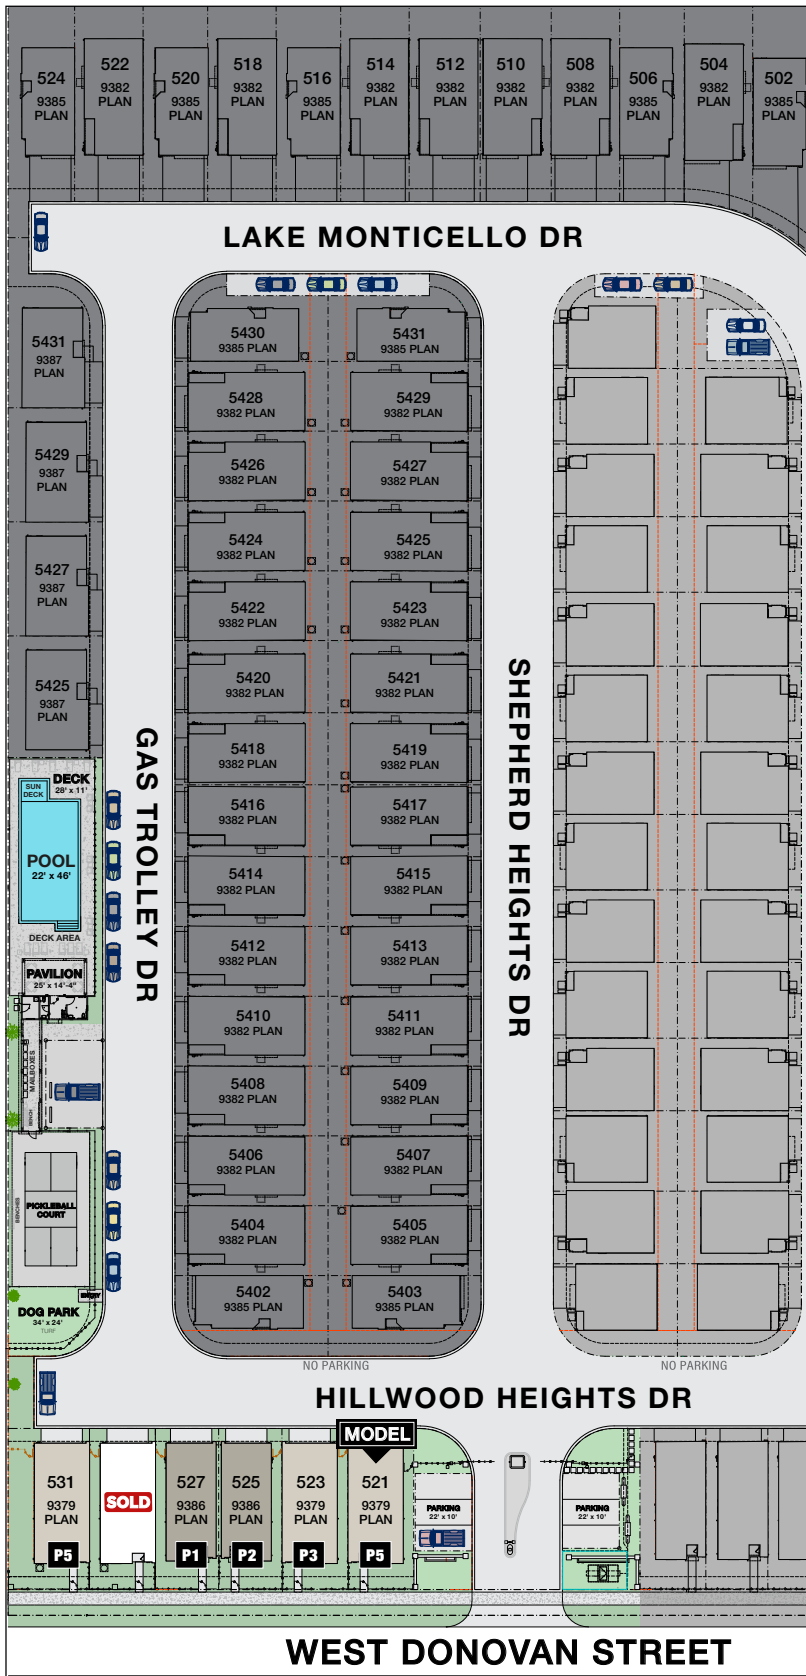 524
9385
PLAN
522
9382
PLAN
520
9385
PLAN
518
9382
PLAN
516
9385
PLAN
514
9382
PLAN
512
9382
PLAN
510
9382
PLAN
508
9382
PLAN
506
9385
PLAN
504
9382
PLAN
502
9385
PLAN
LAKE MONTICELLO DR
5431
9387
PLAN
5429
9387
PLAN
5427
9387
PLAN
5425
9387
PLAN
GAS TROLLEY DR
5430
9385 PLAN
5431
9385 PLAN
5428
9382 PLAN
5429
9382 PLAN
5426
9382 PLAN
5427
9382 PLAN
5424
9382 PLAN
5425
9382 PLAN
5422
9382 PLAN
5423
9382 PLAN
5420
9382 PLAN
5421
9382 PLAN
5418
9382 PLAN
5419
9382 PLAN
5416
9382 PLAN
5417
9382 PLAN
5414
9382 PLAN
5415
9382 PLAN
5412
9382 PLAN
5413
9382 PLAN
5410
9382 PLAN
5411
9382 PLAN
5408
9382 PLAN
5409
9382 PLAN
5406
9382 PLAN
5407
9382 PLAN
5404
9382 PLAN
5405
9382 PLAN
5402
9385 PLAN
5403
9385 PLAN
SHEPHERD HEIGHTS DR
DECK
28' x 11'
SUN
DECK
POOL
22' x 46'
DECK AREA
PAVILION
25' x 14'-4"
MAILBOXES
BENCH
BENCHES
PICKLEBALL
COURT
ENTRY
DOG PARK
34' x 24'
TURF
NO PARKING
NO PARKING
HILLWOOD HEIGHTS DR
MODEL
531
9379
PLAN
P5
SOLD
527
9386
PLAN
P1
525
9386
PLAN
P2
523
9379
PLAN
P3
521
9379
PLAN
P5
PARKING
22' x 10'
PARKING
22' x 10'
WEST DONOVAN STREET